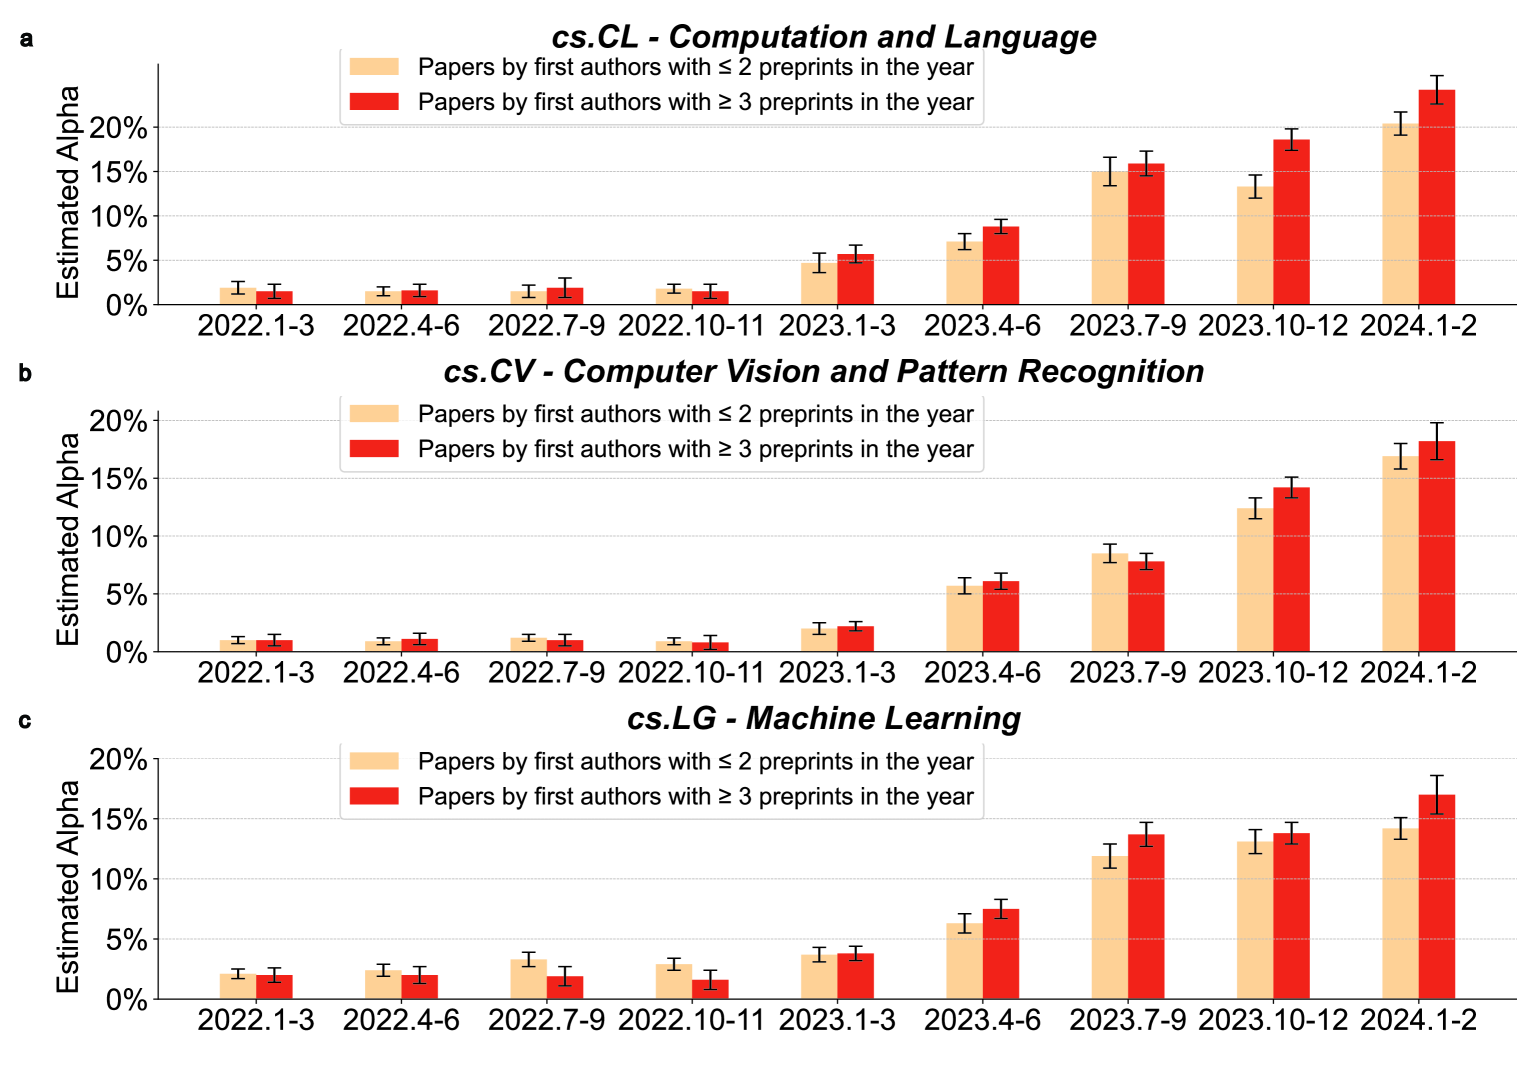 a
cs.CL - Computation and Language
Papers by first authors with ≤ 2 preprints in the year
Papers by first authors with ≥ 3 preprints in the year
Estimated Alpha
20%
15%
10%
5%
0%
2022.1-3 2022.4-6 2022.7-9 2022.10-11 2023.1-3 2023.4-6 2023.7-9 2023.10-12 2024.1-2
b
cs.CV - Computer Vision and Pattern Recognition
Papers by first authors with ≤ 2 preprints in the year
Papers by first authors with ≥ 3 preprints in the year
Estimated Alpha
20%
15%
10%
5%
0%
2022.1-3 2022.4-6 2022.7-9 2022.10-11 2023.1-3 2023.4-6 2023.7-9 2023.10-12 2024.1-2
c
cs.LG - Machine Learning
Papers by first authors with ≤ 2 preprints in the year
Papers by first authors with ≥ 3 preprints in the year
Estimated Alpha
20%
15%
10%
5%
0%
2022.1-3 2022.4-6 2022.7-9 2022.10-11 2023.1-3 2023.4-6 2023.7-9 2023.10-12 2024.1-2